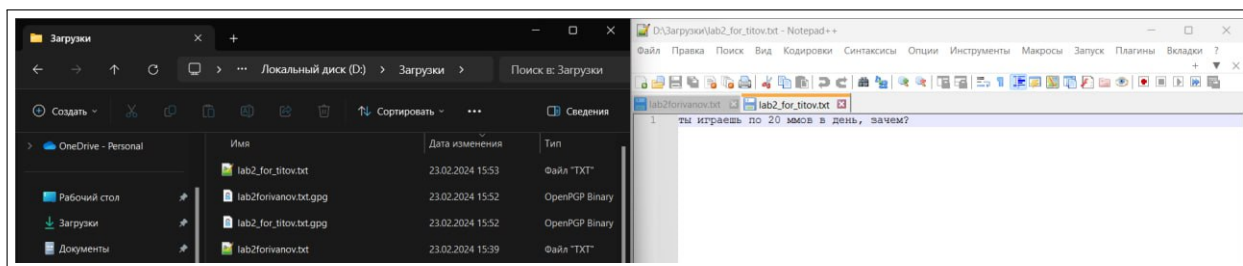 Загрузки
Локальный диск (D:) > Загрузки >
Поиск в: Загрузки
Создать
Сортировать
Сведения
OneDrive - Personal
Рабочий стол
Загрузки
Документы
Имя Дата изменения Тип
lab2_for_titov.txt 23.02.2024 15:53 Файл "TXT"
lab2forivanov.txt.gpg 23.02.2024 15:52 OpenPGP Binary
lab2_for_titov.txt.gpg 23.02.2024 15:52 OpenPGP Binary
lab2forivanov.txt 23.02.2024 15:39 Файл "TXT"
D:\Загрузки\lab2_for_titov.txt - Notepad++
Файл Правка Поиск Вид Кодировки Синтаксисы Опции Инструменты Макросы Запуск Плагины Вкладки ?
lab2forivanov.txt lab2_for_titov.txt
1 ты играешь по 20 ммов в день, зачем?